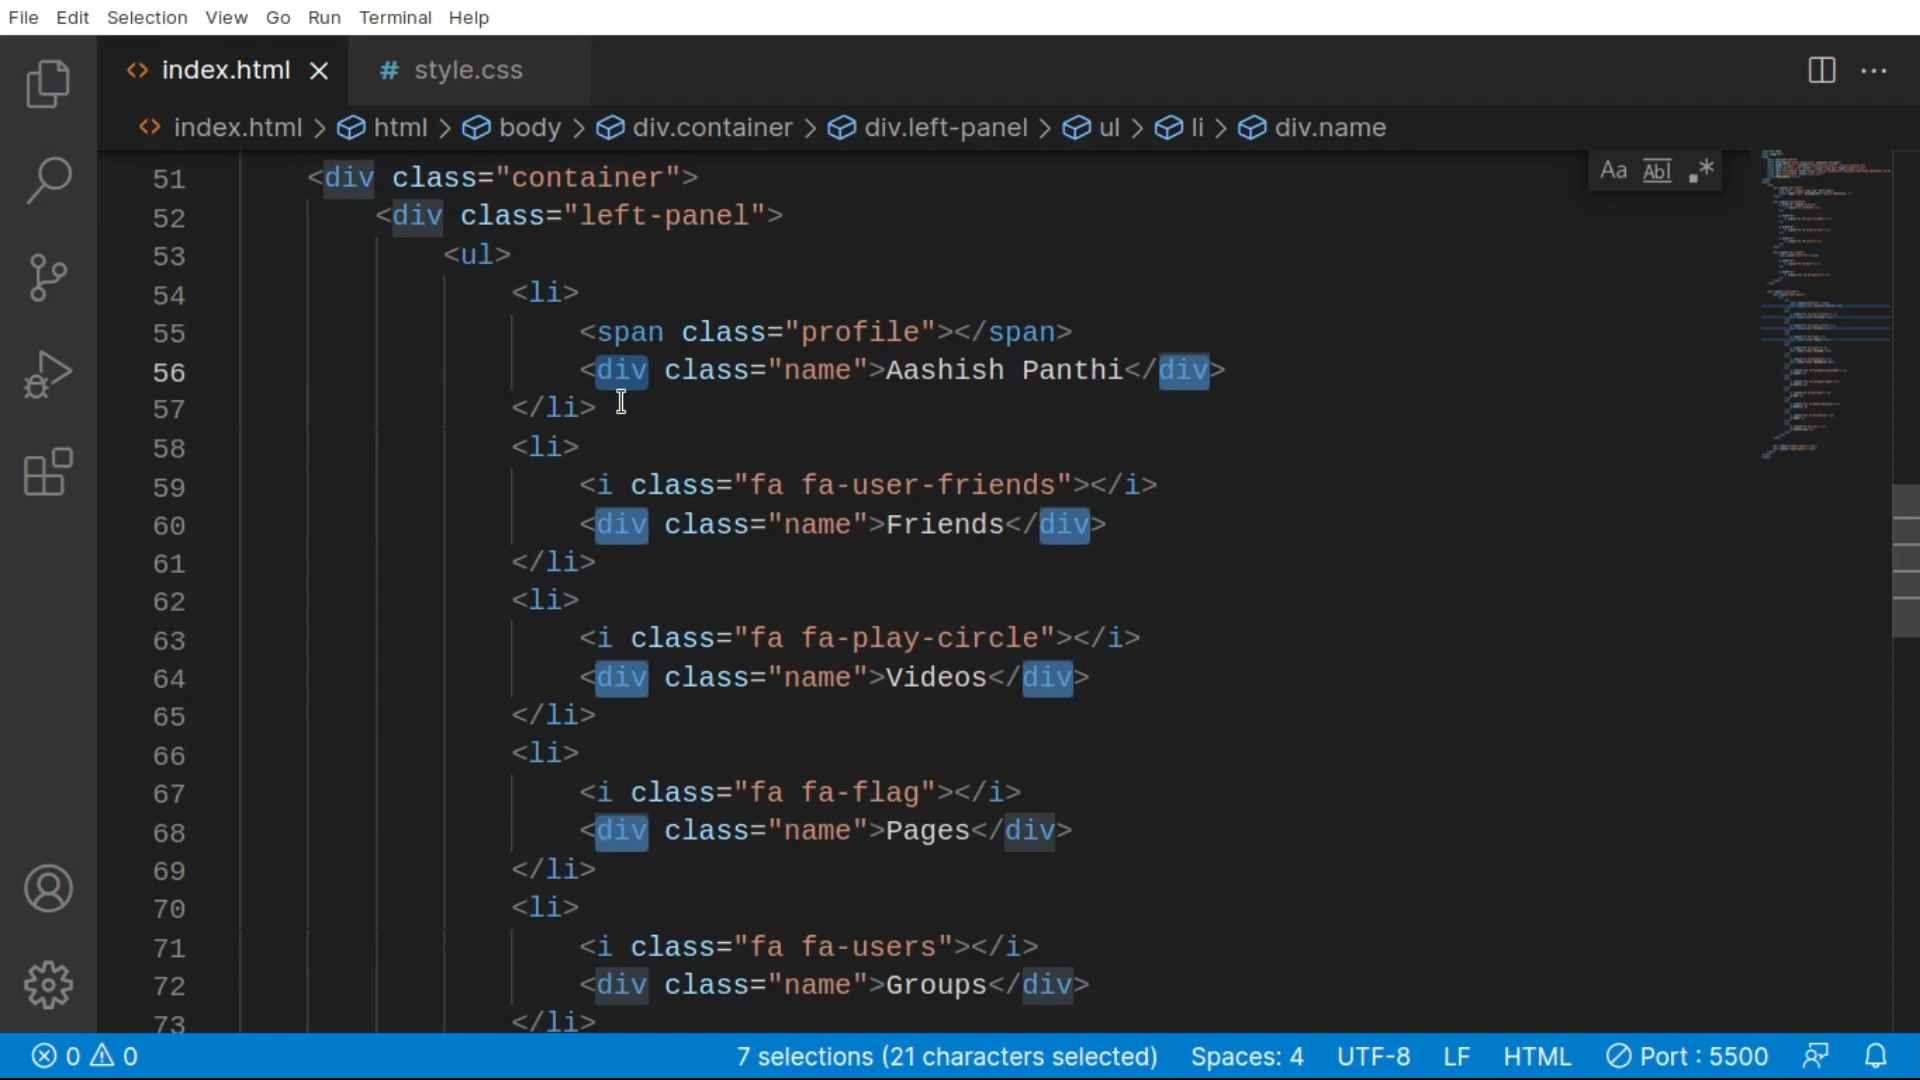 File Edit Selection View Go Run Terminal Help
<> index.html × # style.css
<> index.html > html > body > div.container > div.left-panel > ul > li > div.name
Aa Abl .*
51 <div class="container">
52 <div class="left-panel">
53 <ul>
54 <li>
55 <span class="profile"></span>
56 <div class="name">Aashish Panthi</div>
57 </li>
58 <li>
59 <i class="fa fa-user-friends"></i>
60 <div class="name">Friends</div>
61 </li>
62 <li>
63 <i class="fa fa-play-circle"></i>
64 <div class="name">Videos</div>
65 </li>
66 <li>
67 <i class="fa fa-flag"></i>
68 <div class="name">Pages</div>
69 </li>
70 <li>
71 <i class="fa fa-users"></i>
72 <div class="name">Groups</div>
73 </li>
0 0 7 selections (21 characters selected) Spaces: 4 UTF-8 LF HTML Port : 5500